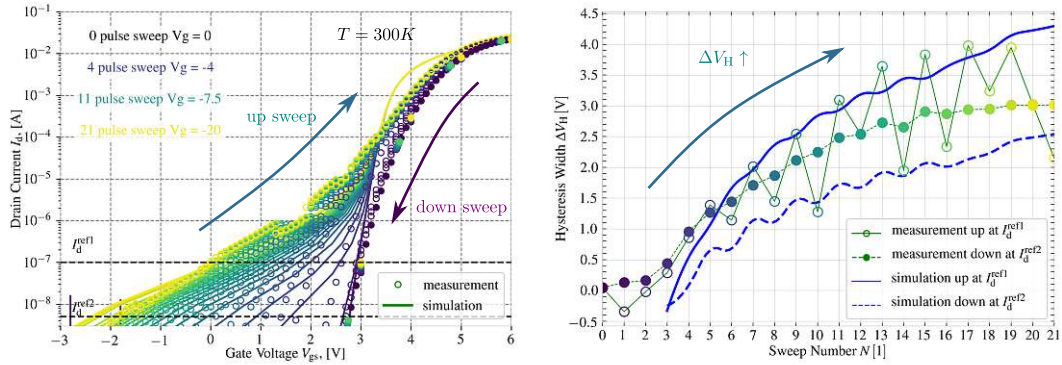 0 pulse sweep Vg = 0
T = 300K
4 pulse sweep Vg = -4
11 pulse sweep Vg = -7.5
21 pulse sweep Vg = -20
up sweep
down sweep
I_d^ref1
I_d^ref2
measurement
simulation
Drain Current I_ds [A]
10⁻¹
10⁻²
10⁻³
10⁻⁴
10⁻⁵
10⁻⁶
10⁻⁷
10⁻⁸
−3 −2 −1 0 1 2 3 4 5 6
Gate Voltage V_gs, [V]
Hysteresis Width ΔV_H [V]
4.5
4.0
3.5
3.0
2.5
2.0
1.5
1.0
0.5
0.0
−0.5
ΔV_H ↑
measurement up at I_d^ref1
measurement down at I_d^ref2
simulation up at I_d^ref1
simulation down at I_d^ref2
0 1 2 3 4 5 6 7 8 9 10 11 12 13 14 15 16 17 18 19 20 21
Sweep Number N [1]